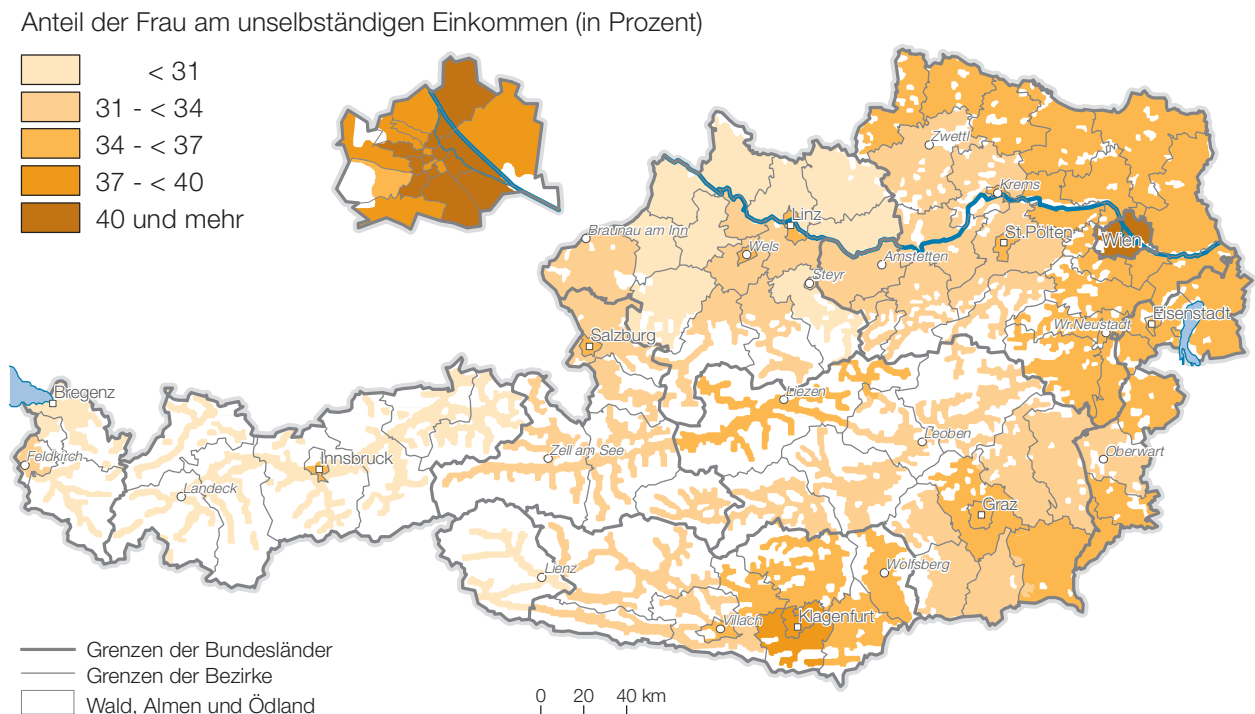 Anteil der Frau am unselbständigen Einkommen (in Prozent)
< 31
31 - < 34
34 - < 37
37 - < 40
40 und mehr
Zwettl
Krems
Linz
Braunau am Inn
St.Pölten
Wien
Wels
Amstetten
Steyr
Eisenstadt
Wr.Neustadt
Salzburg
Bregenz
Liezen
Leoben
Zell am See
Oberwart
Feldkirch
Innsbruck
Landeck
Graz
Lienz
Wolfsberg
Villach
Klagenfurt
Grenzen der Bundesländer
Grenzen der Bezirke
Wald, Almen und Ödland
0 20 40 km